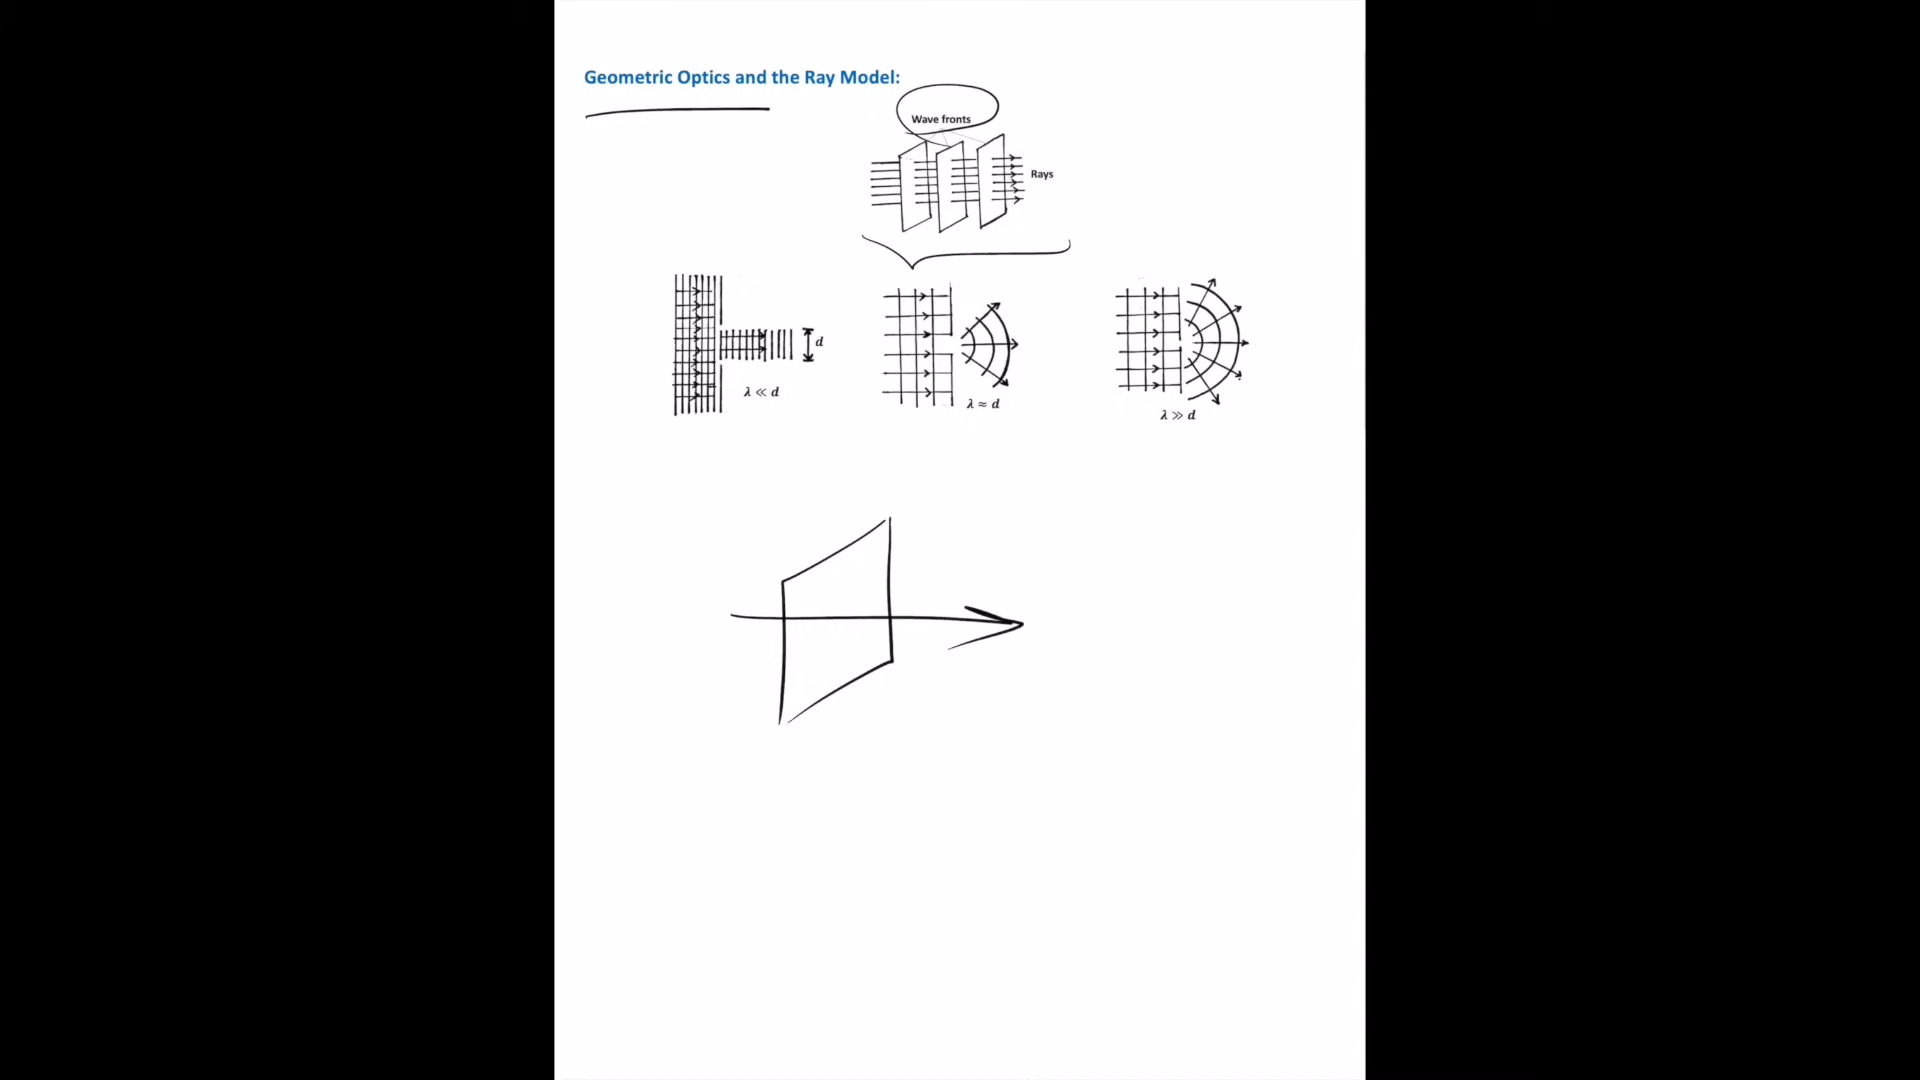 Geometric Optics and the Ray Model:
Wave fronts
Rays
d
λ ≪ d
λ ≈ d
λ ≫ d